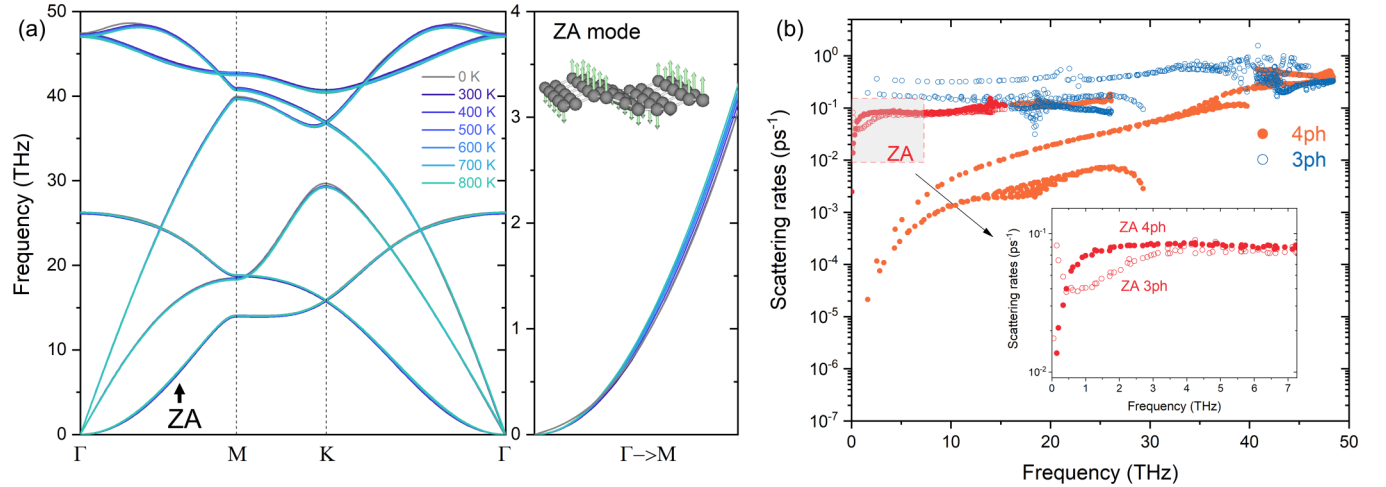 (a)
50
40
30
20
10
0
Frequency (THz)
0 K
300 K
400 K
500 K
600 K
700 K
800 K
ZA
Γ
M
K
Γ
4
3
2
1
0
ZA mode
Γ–>M
(b)
10⁰
10⁻¹
10⁻²
10⁻³
10⁻⁴
10⁻⁵
10⁻⁶
10⁻⁷
Scattering rates (ps⁻¹)
ZA
4ph
3ph
0
10
20
30
40
50
Frequency (THz)
10⁻¹
10⁻²
Scattering rates (ps⁻¹)
ZA 4ph
ZA 3ph
0
1
2
3
4
5
6
7
Frequency (THz)